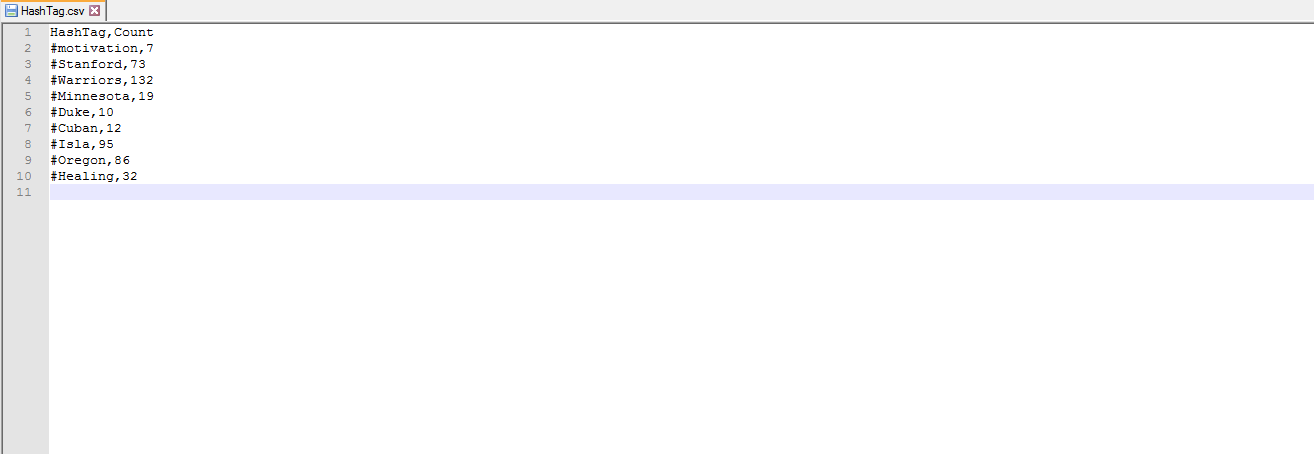 HashTag.csv
1 HashTag,Count
2 #motivation,7
3 #Stanford,73
4 #Warriors,132
5 #Minnesota,19
6 #Duke,10
7 #Cuban,12
8 #Isla,95
9 #Oregon,86
10 #Healing,32
11